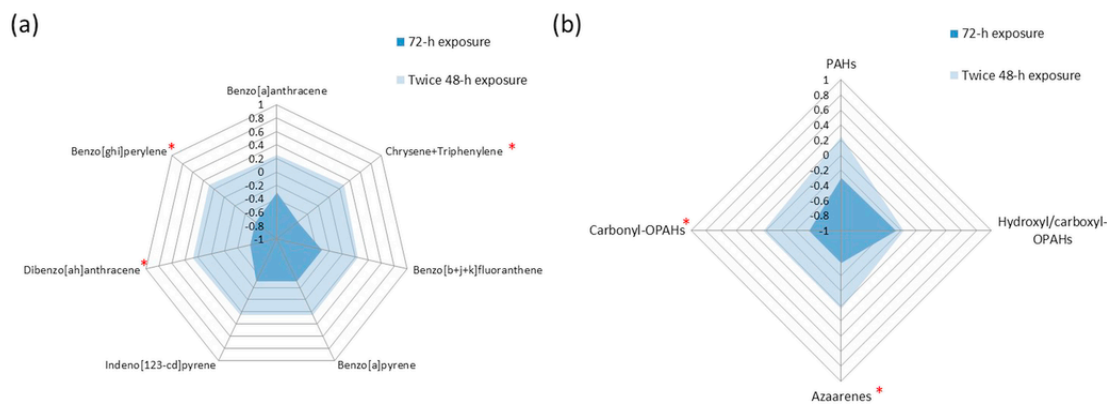 (a)
72-h exposure
Twice 48-h exposure
Benzo[a]anthracene
1
0.8
0.6
0.4
0.2
0
-0.2
-0.4
-0.6
-0.8
-1
Benzo[ghi]perylene *
Chrysene+Triphenylene *
Dibenzo[ah]anthracene *
Benzo[b+j+k]fluoranthene
Indeno[123-cd]pyrene
Benzo[a]pyrene
(b)
72-h exposure
Twice 48-h exposure
PAHs
1
0.8
0.6
0.4
0.2
0
-0.2
-0.4
-0.6
-0.8
-1
Carbonyl-OPAHs *
Hydroxyl/carboxyl-
OPAHs
Azaarenes *